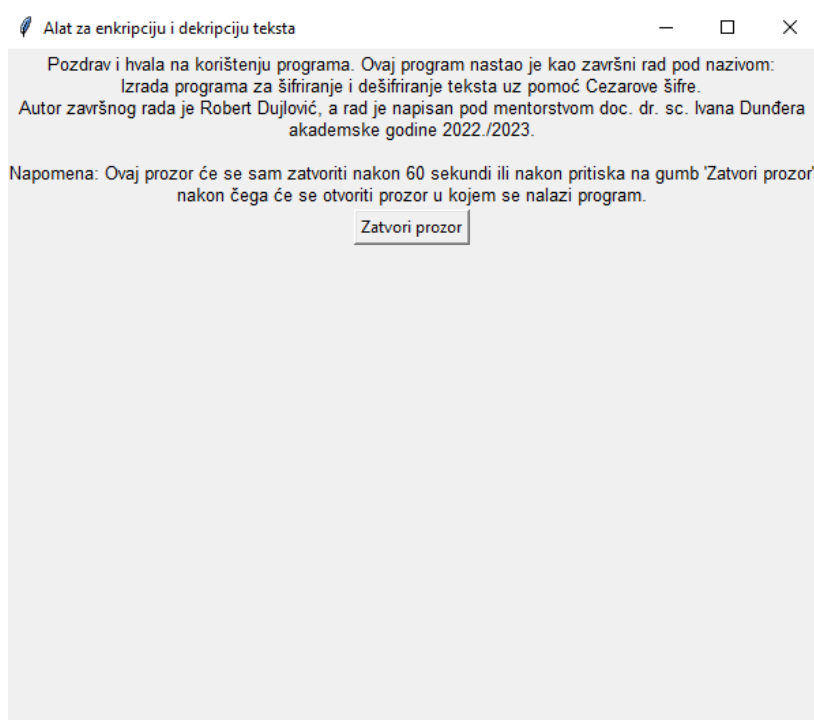 Alat za enkripciju i dekripciju teksta
Pozdrav i hvala na korištenju programa. Ovaj program nastao je kao završni rad pod nazivom:
Izrada programa za šifriranje i dešifriranje teksta uz pomoć Cezarove šifre.
Autor završnog rada je Robert Dujlović, a rad je napisan pod mentorstvom doc. dr. sc. Ivana Dunđera
akademske godine 2022./2023.
Napomena: Ovaj prozor će se sam zatvoriti nakon 60 sekundi ili nakon pritiska na gumb 'Zatvori prozor'
nakon čega će se otvoriti prozor u kojem se nalazi program.
Zatvori prozor